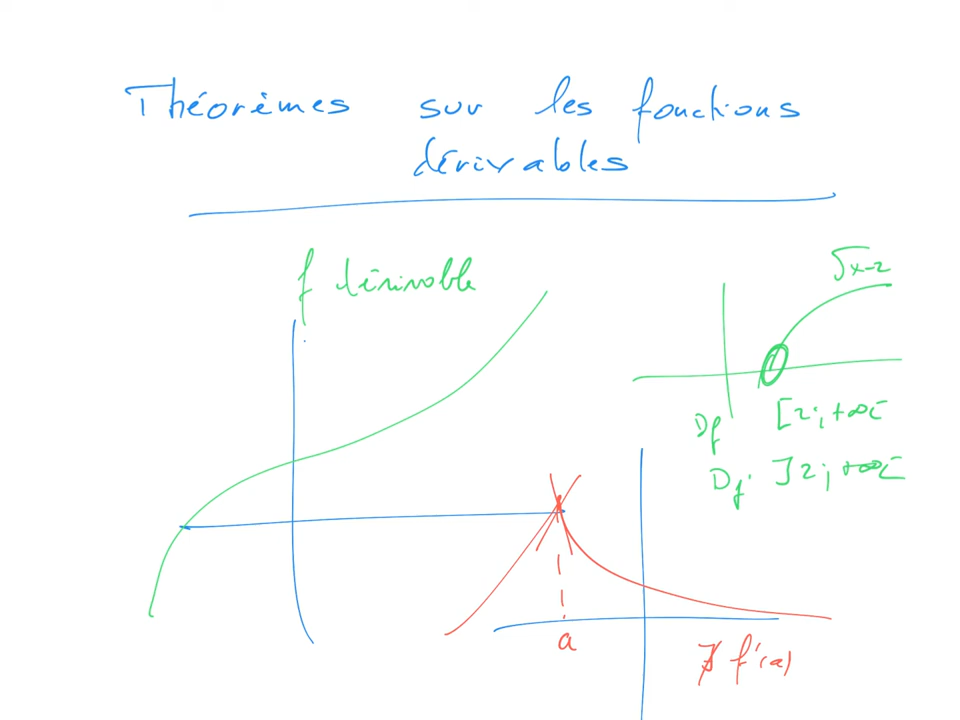 Théorèmes sur les fonctions
dérivables
f dérivable
√x-2
Df [2;+∞[
Df' ]2;+∞[
a
∄ f'(a)